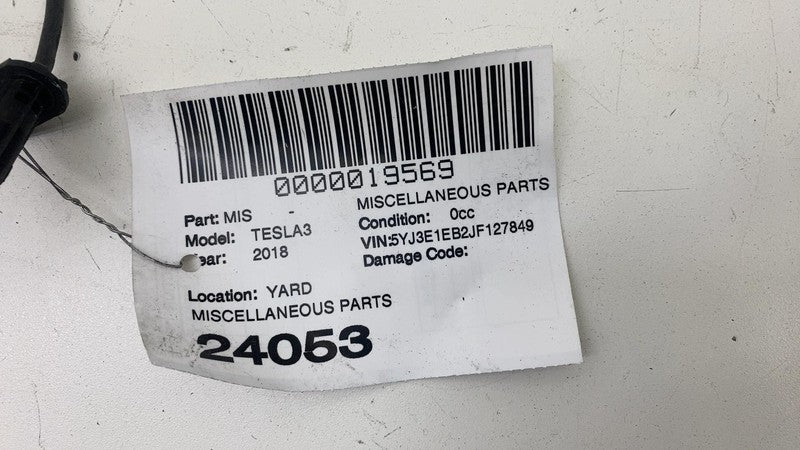 0000019569
Part: MIS -
MISCELLANEOUS PARTS
Model: TESLA3
Condition: 0cc
ear: 2018
VIN:5YJ3E1EB2JF127849
Damage Code:
Location: YARD
MISCELLANEOUS PARTS
24053